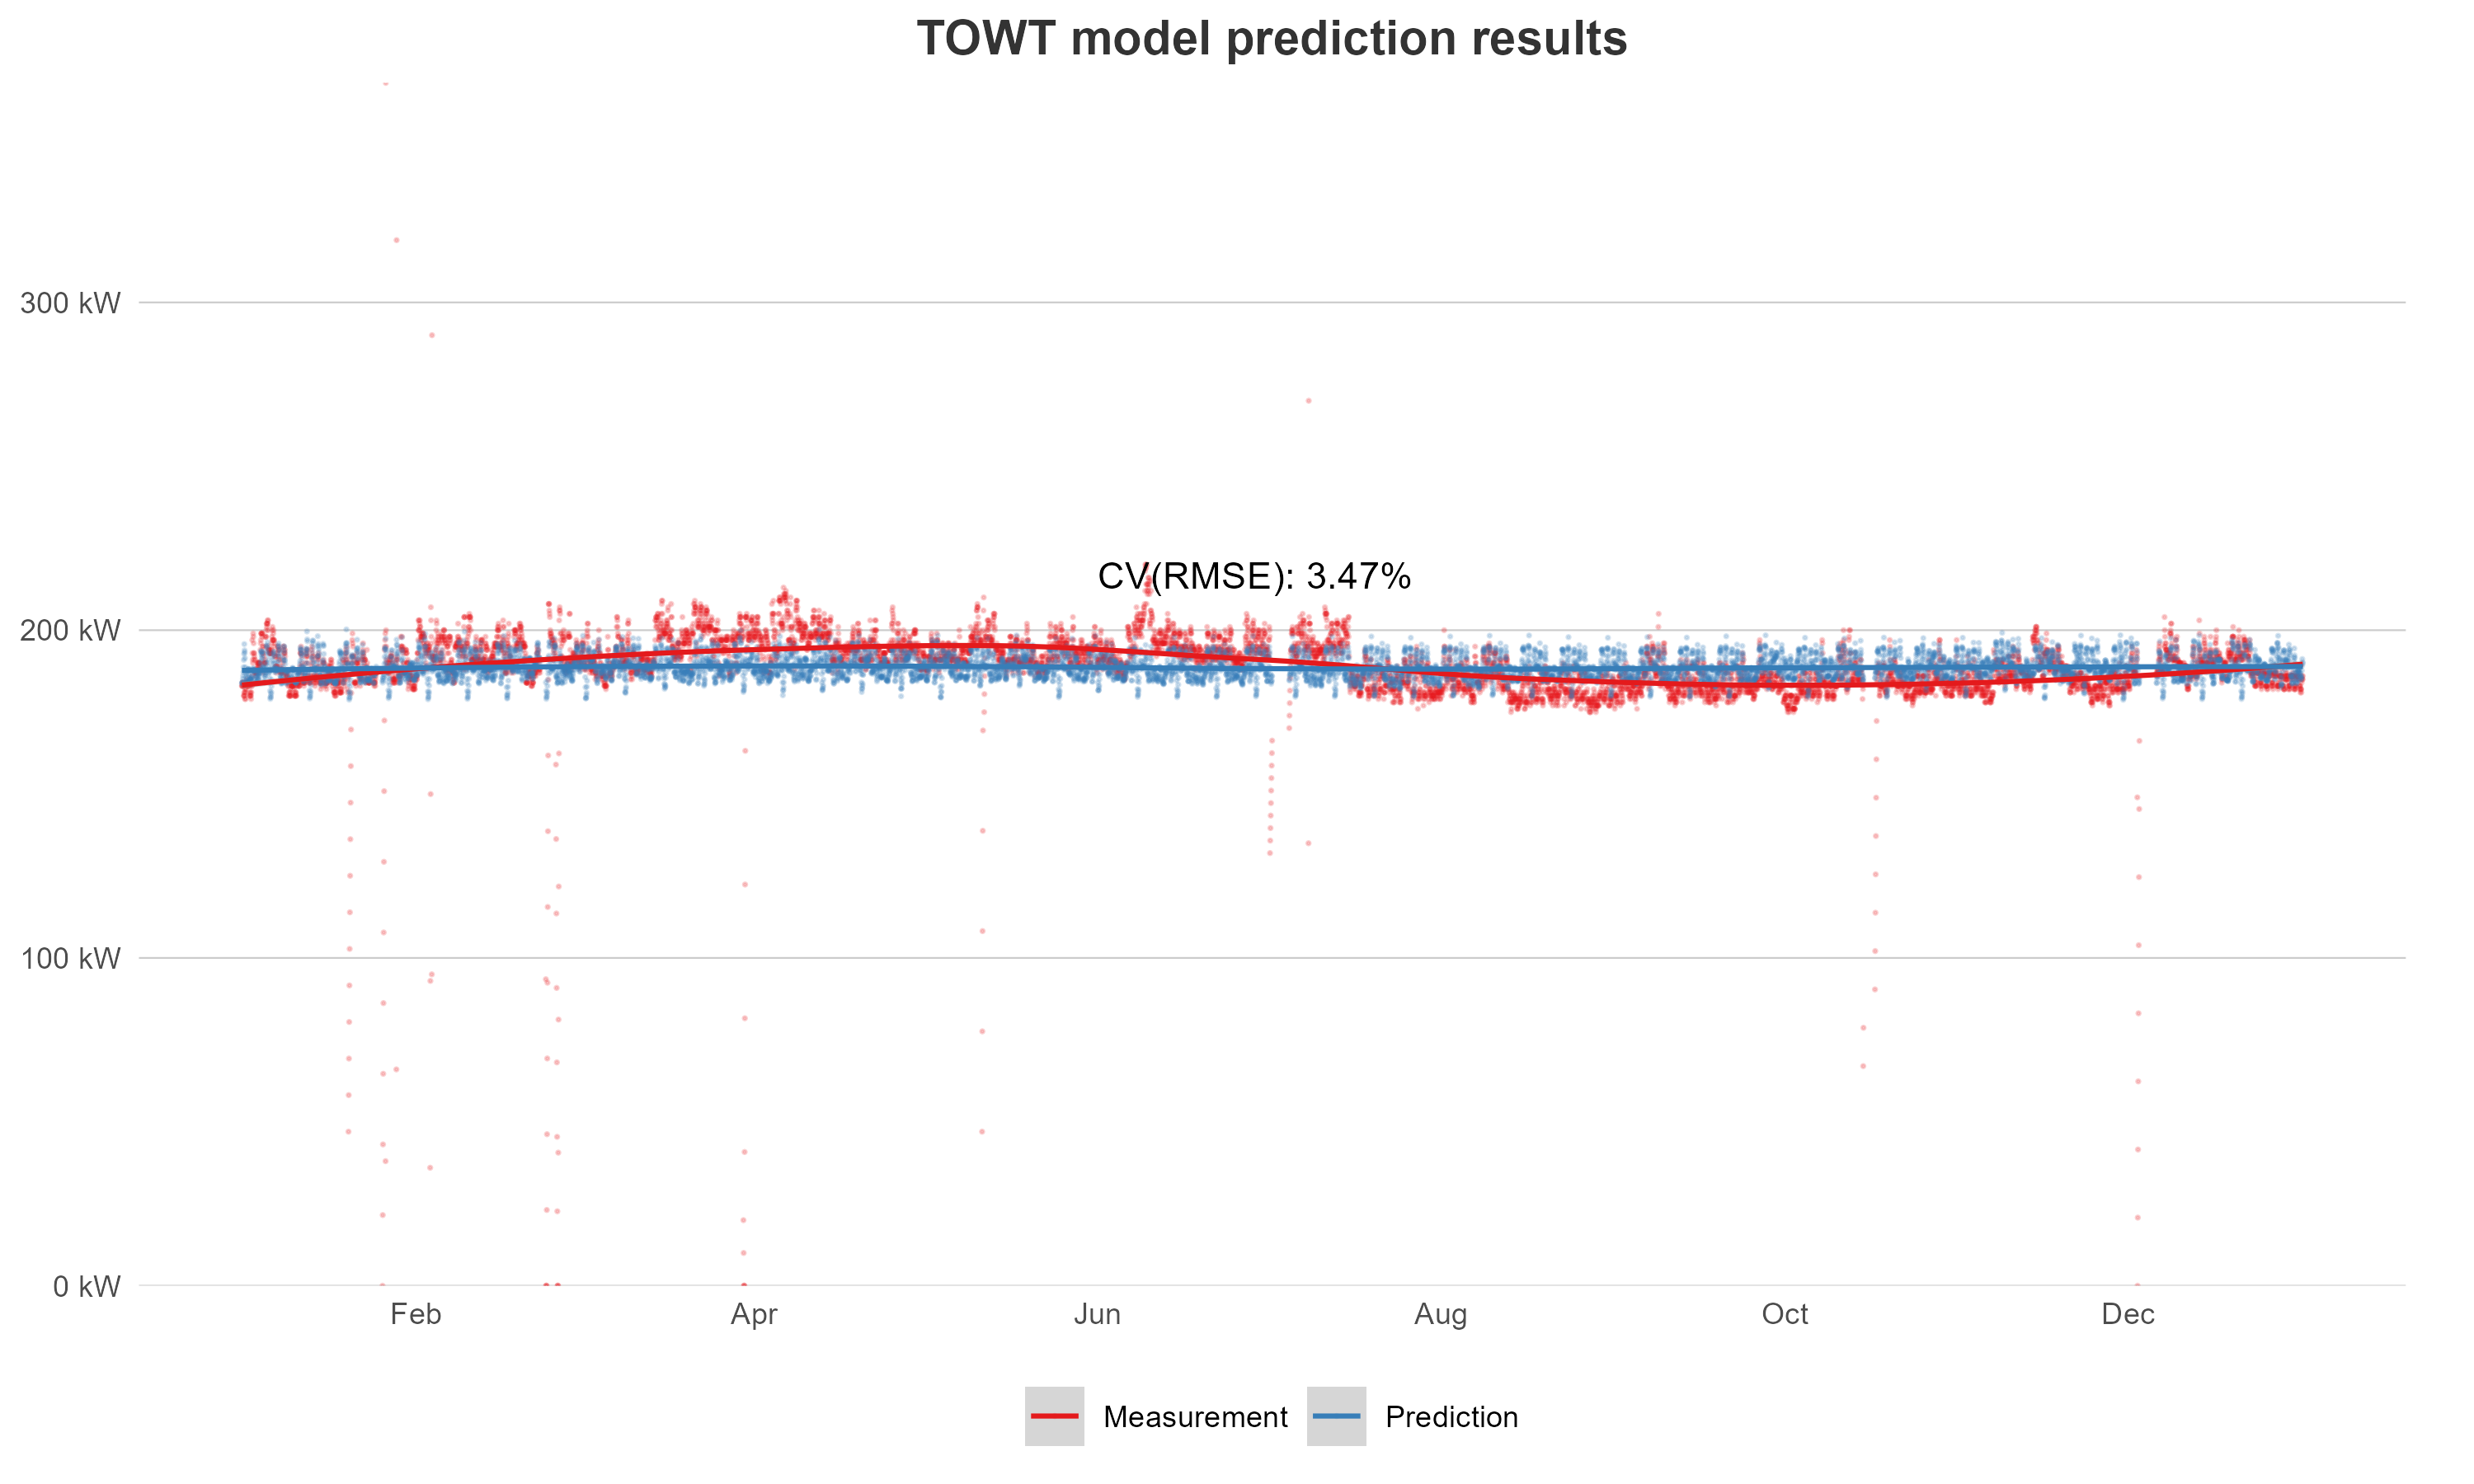 TOWT model prediction results
300 kW
CV(RMSE): 3.47%
200 kW
100 kW
0 kW
Feb Apr Jun Aug Oct Dec
Measurement Prediction